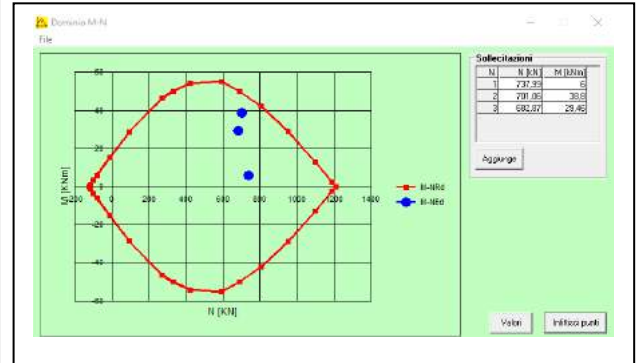 Dominio M-N
File
Sollecitazioni
N N [kN] M [kNm]
1 737,99 6
2 701,06 38,8
3 682,87 29,46
Aggiunge
60
40
20
0
-20
-40
-60
-200 0 200 400 600 800 1000 1200 1400
M [KNm]
N [KN]
M-NRd
M-NEd
Valori
Infittisci punti